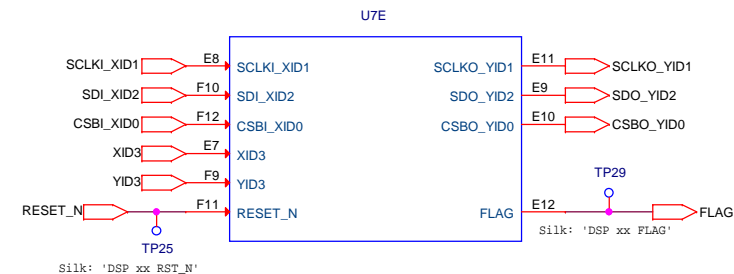 U7E
SCLKI_XID1 E8 SCLKI_XID1 SCLKO_YID1 E11 SCLKO_YID1
SDI_XID2 F10 SDI_XID2 SDO_YID2 E9 SDO_YID2
CSBI_XID0 F12 CSBI_XID0 CSBO_YID0 E10 CSBO_YID0
XID3 E7 XID3
YID3 F9 YID3
TP29
RESET_N F11 RESET_N FLAG E12 FLAG
Silk: 'DSP xx FLAG'
TP25
Silk: 'DSP xx RST_N'